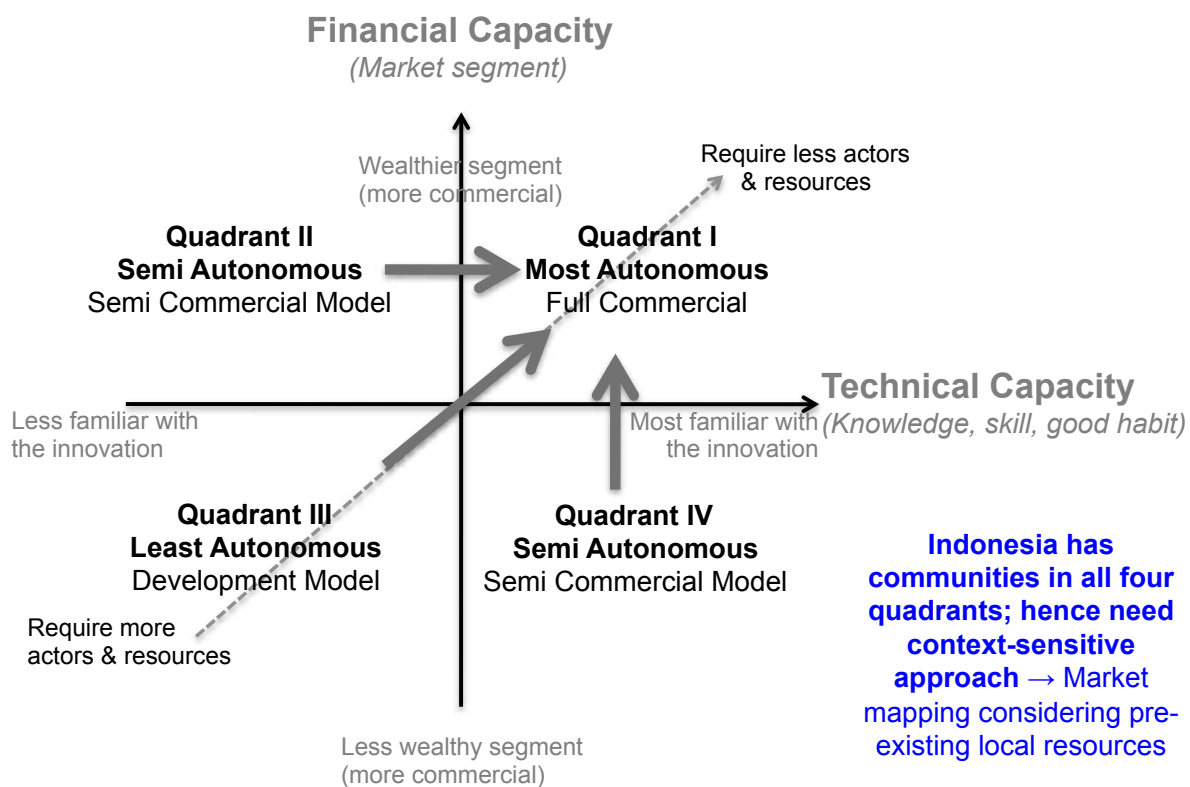 Financial Capacity
(Market segment)
Wealthier segment
(more commercial)
Require less actors
& resources
Quadrant II
Semi Autonomous
Semi Commercial Model
Quadrant I
Most Autonomous
Full Commercial
Technical Capacity
(Knowledge, skill, good habit)
Less familiar with
the innovation
Most familiar with
the innovation
Quadrant III
Least Autonomous
Development Model
Quadrant IV
Semi Autonomous
Semi Commercial Model
Require more
actors & resources
Indonesia has
communities in all four
quadrants; hence need
context-sensitive
approach → Market
mapping considering pre-
existing local resources
Less wealthy segment
(more commercial)